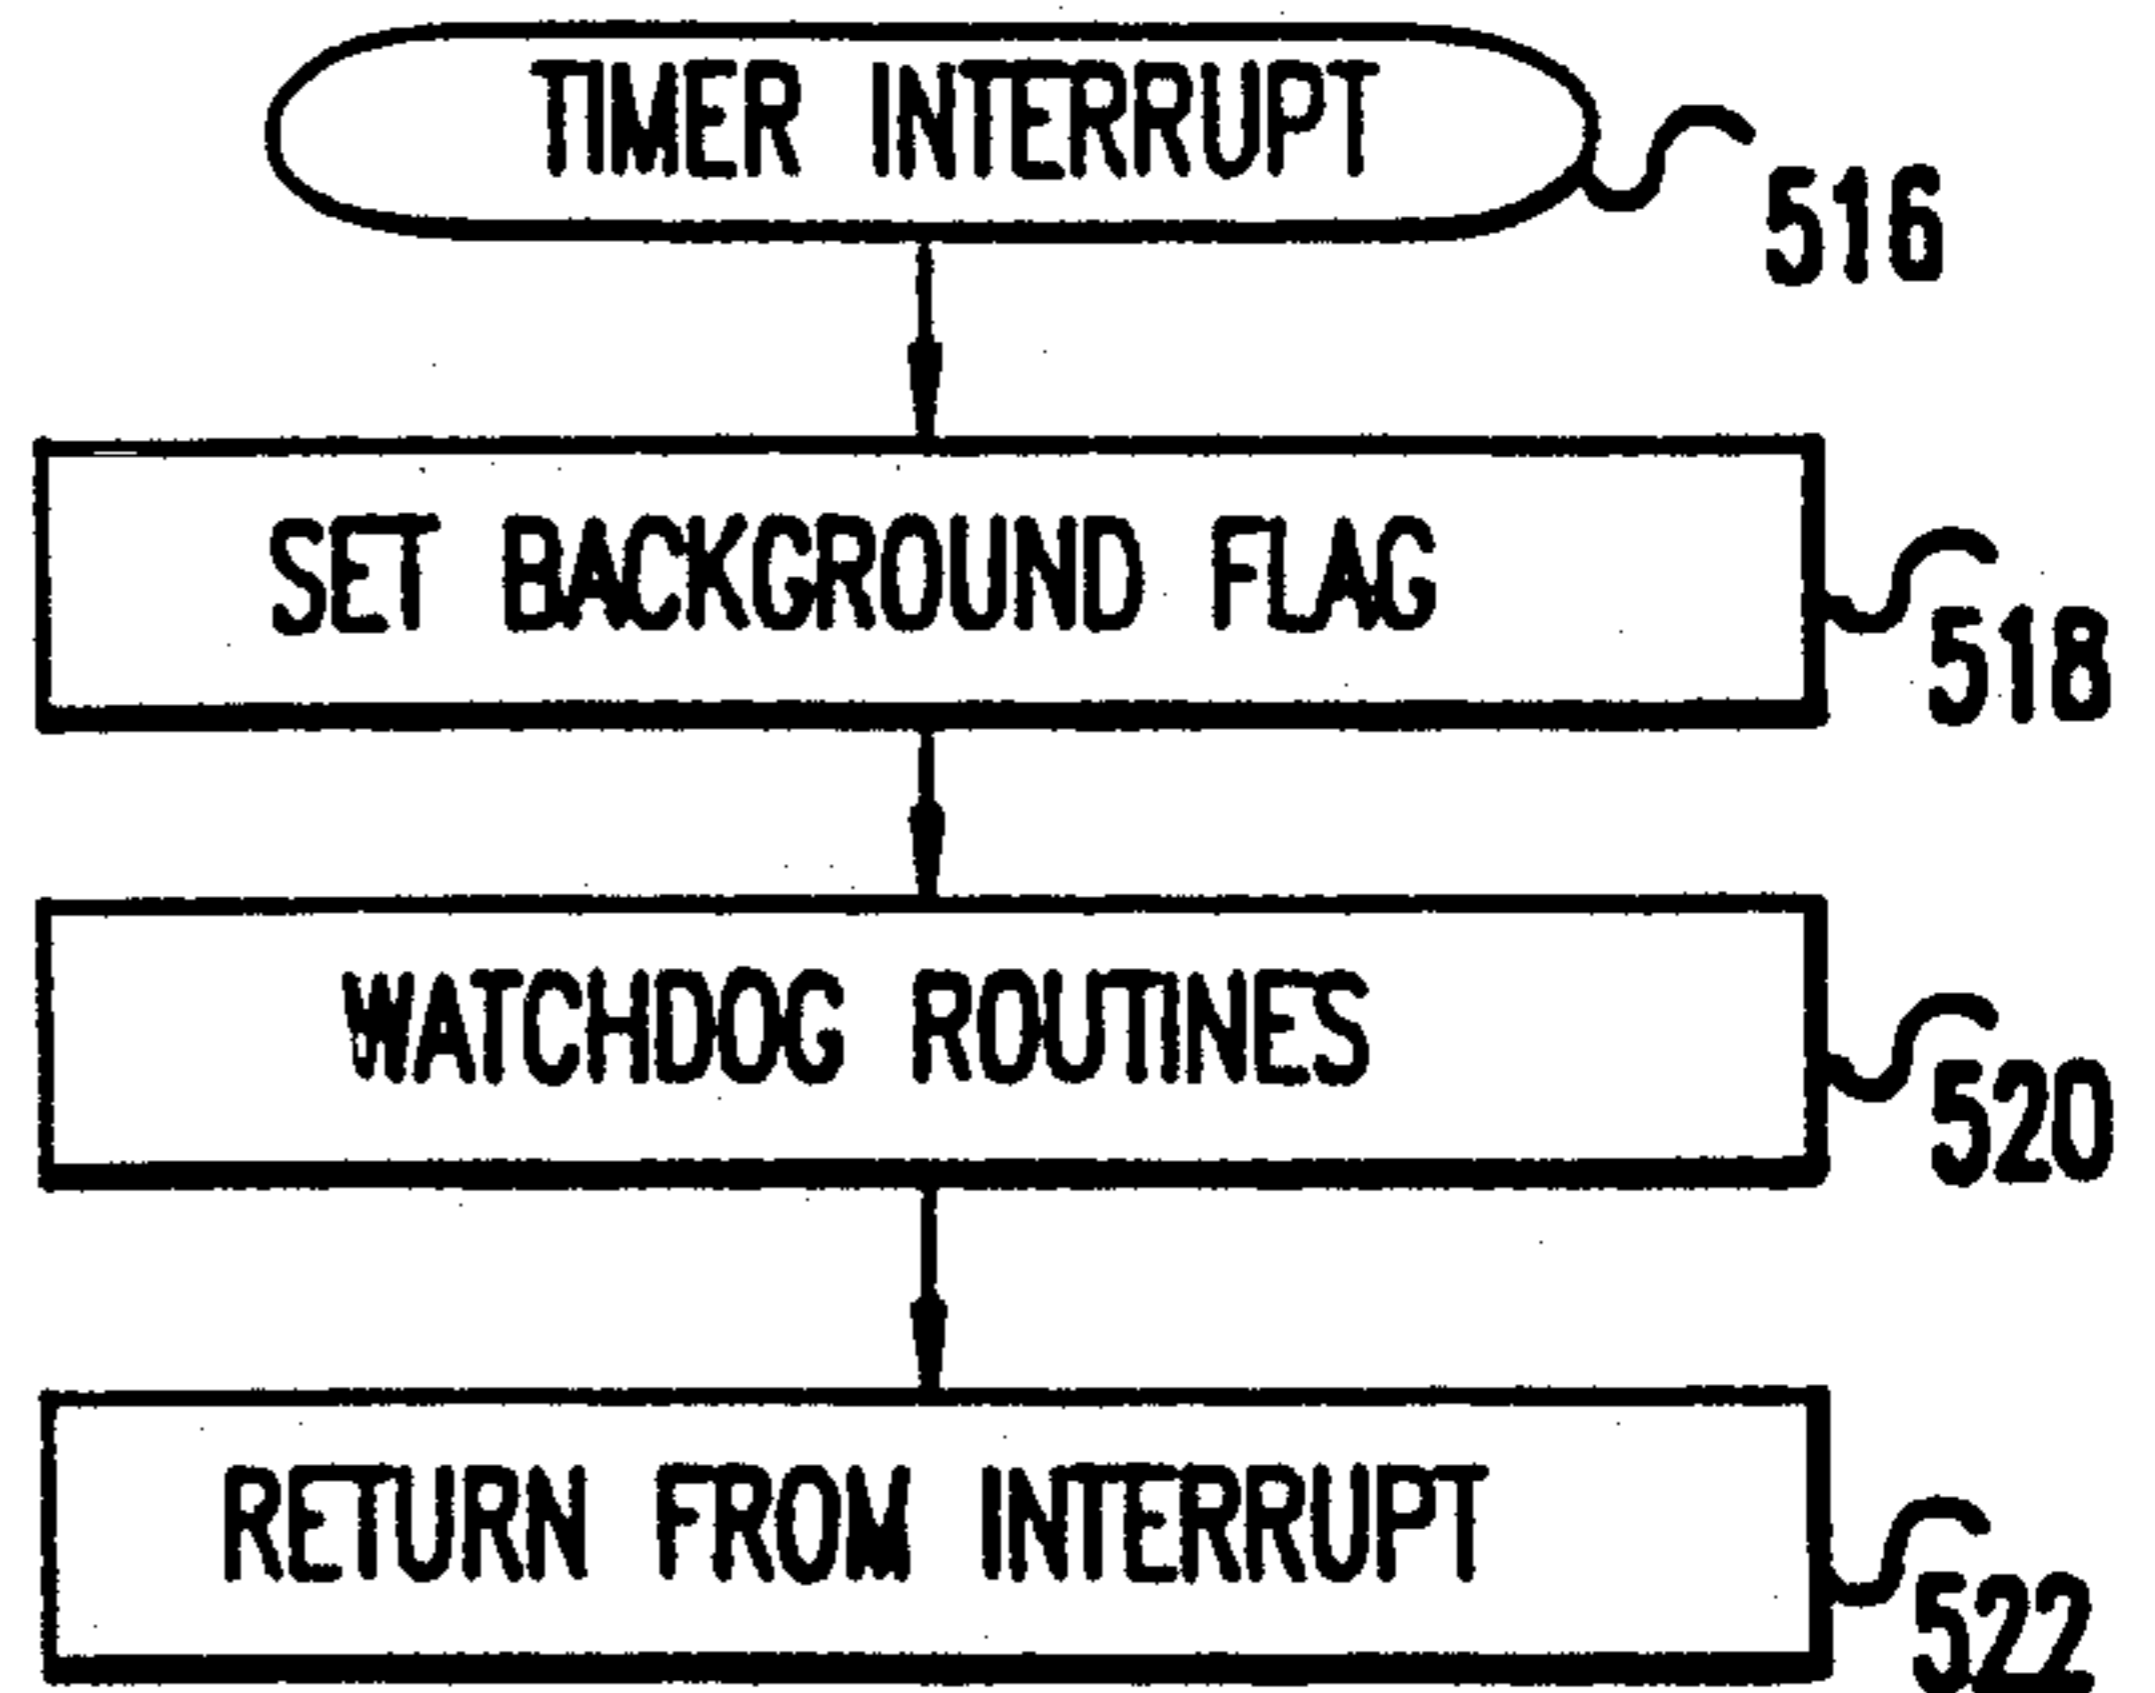 TIMER INTERRUPT
516
SET BACKGROUND FLAG
518
WATCHDOG ROUTINES
520
RETURN FROM INTERRUPT
522